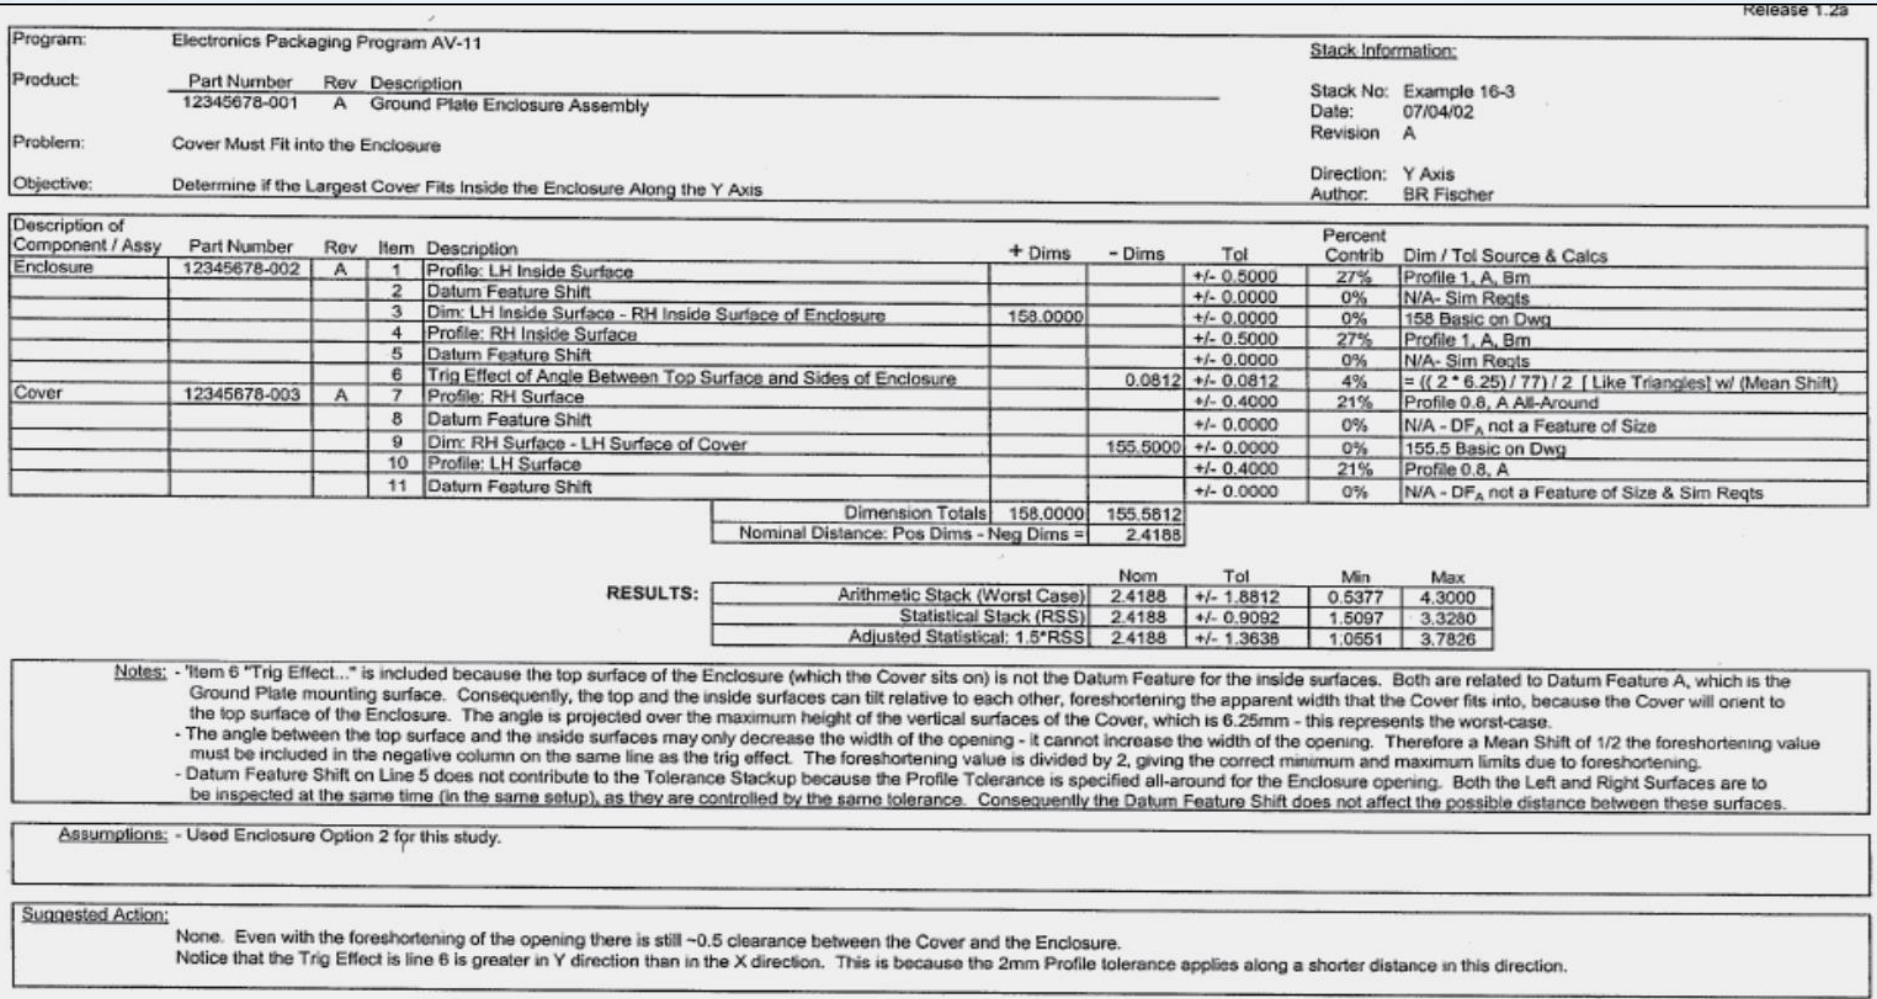 Release 1.2a
Program: Electronics Packaging Program AV-11
Stack Information:
Product: Part Number Rev Description
12345678-001 A Ground Plate Enclosure Assembly
Stack No: Example 16-3
Date: 07/04/02
Revision A
Problem: Cover Must Fit into the Enclosure
Objective: Determine if the Largest Cover Fits Inside the Enclosure Along the Y Axis
Direction: Y Axis
Author: BR Fischer
Description of
Component / Assy Part Number Rev Item Description + Dims - Dims Tol Percent Contrib Dim / Tol Source & Calcs
Enclosure 12345678-002 A 1 Profile: LH Inside Surface +/- 0.5000 27% Profile 1, A, Bm
2 Datum Feature Shift +/- 0.0000 0% N/A- Sim Reqts
3 Dim: LH Inside Surface - RH Inside Surface of Enclosure 158.0000 +/- 0.0000 0% 158 Basic on Dwg
4 Profile: RH Inside Surface +/- 0.5000 27% Profile 1, A, Bm
5 Datum Feature Shift +/- 0.0000 0% N/A- Sim Reqts
6 Trig Effect of Angle Between Top Surface and Sides of Enclosure 0.0812 +/- 0.0812 4% = (( 2 * 6.25) / 77) / 2 [ Like Triangles] w/ (Mean Shift)
Cover 12345678-003 A 7 Profile: RH Surface +/- 0.4000 21% Profile 0.8, A All-Around
8 Datum Feature Shift +/- 0.0000 0% N/A - DFA not a Feature of Size
9 Dim: RH Surface - LH Surface of Cover 155.5000 +/- 0.0000 0% 155.5 Basic on Dwg
10 Profile: LH Surface +/- 0.4000 21% Profile 0.8, A
11 Datum Feature Shift +/- 0.0000 0% N/A - DFA not a Feature of Size & Sim Reqts
Dimension Totals 158.0000 155.5812
Nominal Distance: Pos Dims - Neg Dims = 2.4188
Nom Tol Min Max
RESULTS: Arithmetic Stack (Worst Case) 2.4188 +/- 1.8812 0.5377 4.3000
Statistical Stack (RSS) 2.4188 +/- 0.9092 1.5097 3.3280
Adjusted Statistical: 1.5*RSS 2.4188 +/- 1.3638 1.0551 3.7826
Notes: - 'Item 6 "Trig Effect..." is included because the top surface of the Enclosure (which the Cover sits on) is not the Datum Feature for the inside surfaces. Both are related to Datum Feature A, which is the
Ground Plate mounting surface. Consequently, the top and the inside surfaces can tilt relative to each other, foreshortening the apparent width that the Cover fits into, because the Cover will orient to
the top surface of the Enclosure. The angle is projected over the maximum height of the vertical surfaces of the Cover, which is 6.25mm - this represents the worst-case.
- The angle between the top surface and the inside surfaces may only decrease the width of the opening - it cannot increase the width of the opening. Therefore a Mean Shift of 1/2 the foreshortening value
must be included in the negative column on the same line as the trig effect. The foreshortening value is divided by 2, giving the correct minimum and maximum limits due to foreshortening.
- Datum Feature Shift on Line 5 does not contribute to the Tolerance Stackup because the Profile Tolerance is specified all-around for the Enclosure opening. Both the Left and Right Surfaces are to
be inspected at the same time (in the same setup), as they are controlled by the same tolerance. Consequently the Datum Feature Shift does not affect the possible distance between these surfaces.
Assumptions: - Used Enclosure Option 2 for this study.
Suggested Action:
None. Even with the foreshortening of the opening there is still ~0.5 clearance between the Cover and the Enclosure.
Notice that the Trig Effect is line 6 is greater in Y direction than in the X direction. This is because the 2mm Profile tolerance applies along a shorter distance in this direction.